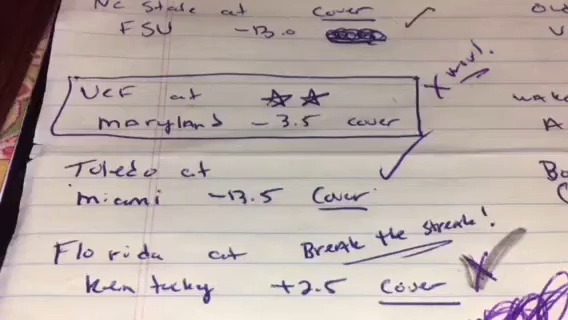 NC State at Cover
FSU -13.0
UCF at
maryland -3.5 cover
Toledo at
miami -13.5 Cover
Florida at Break the streak!
Kentucky +2.5 cover
WAKE
A